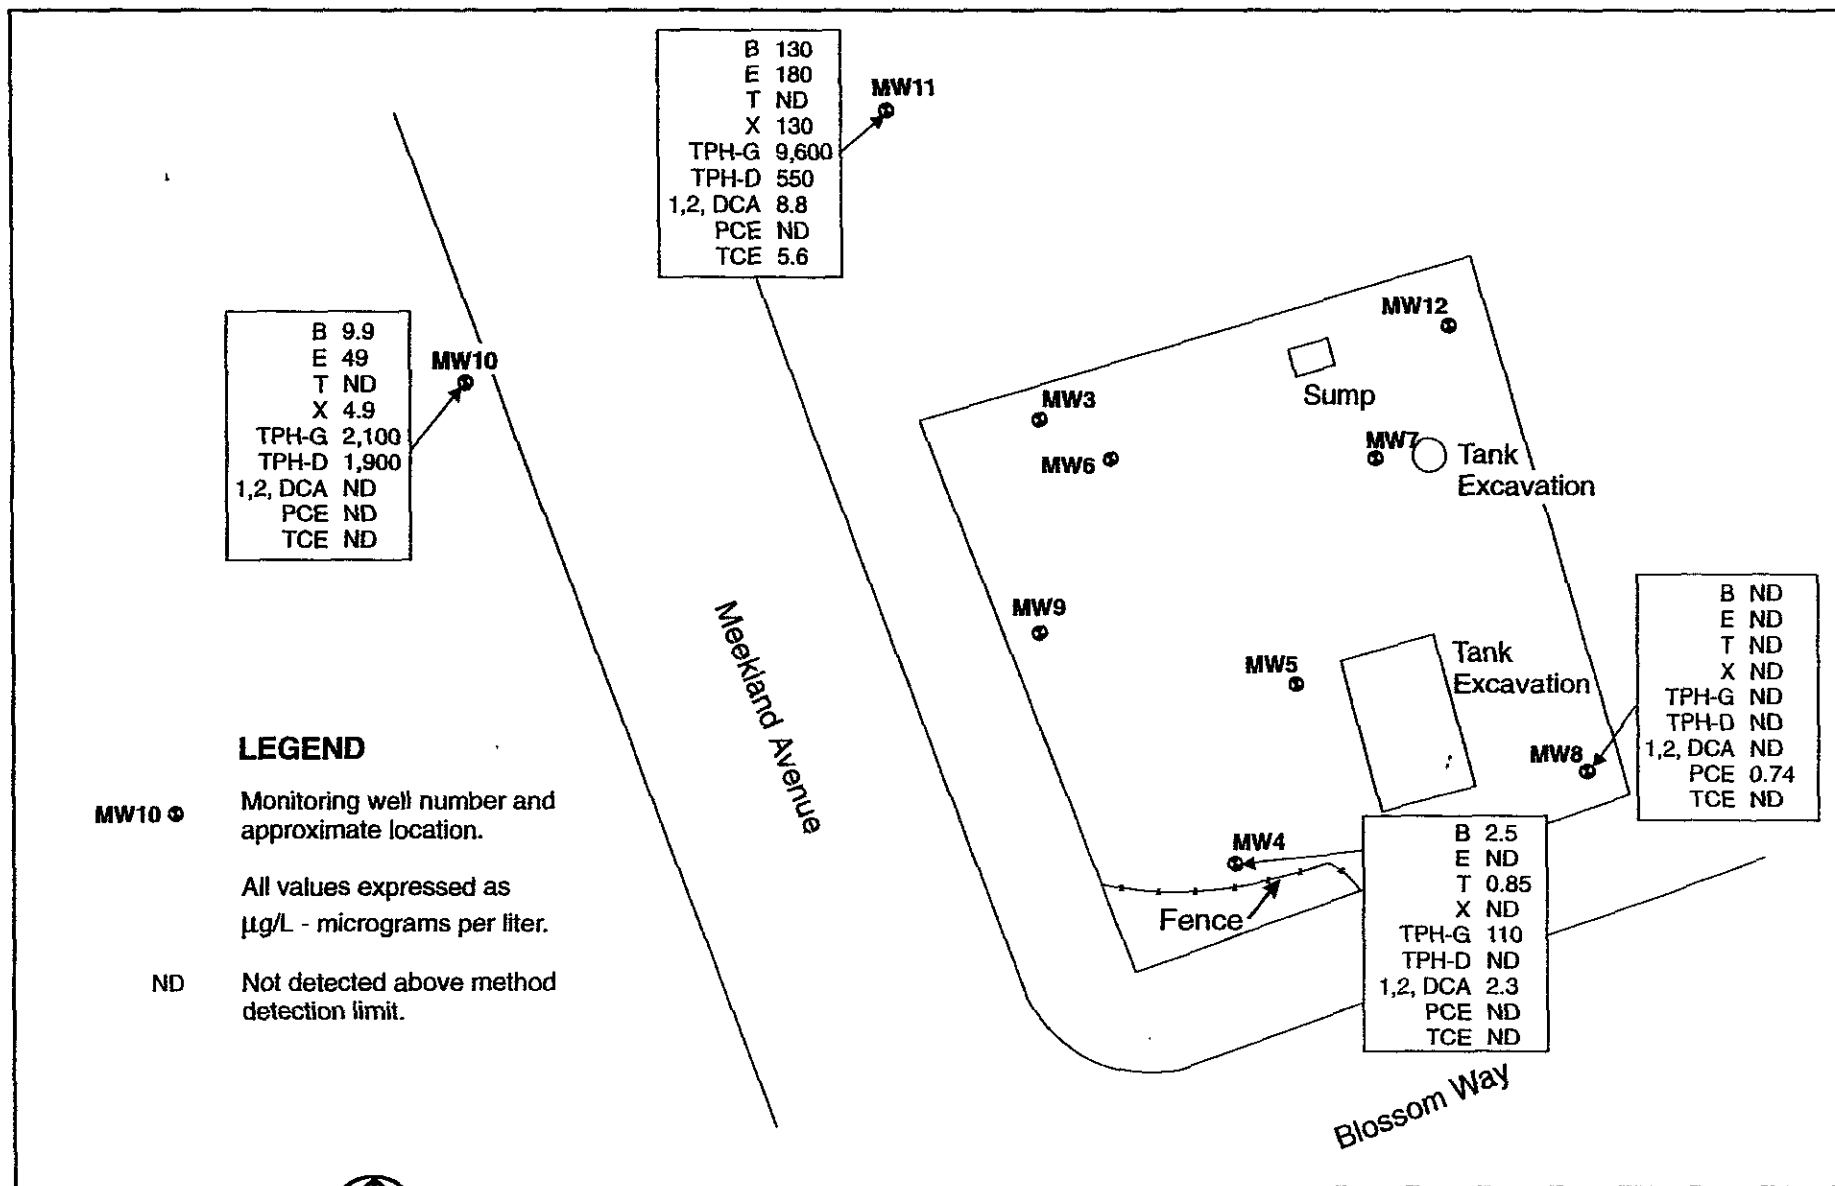 B 130
E 180
T ND
X 130
TPH-G 9,600
TPH-D 550
1,2, DCA 8.8
PCE ND
TCE 5.6
MW11
B 9.9
E 49
T ND
X 4.9
TPH-G 2,100
TPH-D 1,900
1,2, DCA ND
PCE ND
TCE ND
MW10
MW12
Sump
MW3
MW6
MW7
Tank
Excavation
MW9
MW5
Tank
Excavation
MW8
B ND
E ND
T ND
X ND
TPH-G ND
TPH-D ND
1,2, DCA ND
PCE 0.74
TCE ND
Meekland Avenue
MW4
Fence
B 2.5
E ND
T 0.85
X ND
TPH-G 110
TPH-D ND
1,2, DCA 2.3
PCE ND
TCE ND
Blossom Way
LEGEND
MW10 Monitoring well number and
approximate location.
All values expressed as
µg/L - micrograms per liter.
ND Not detected above method
detection limit.